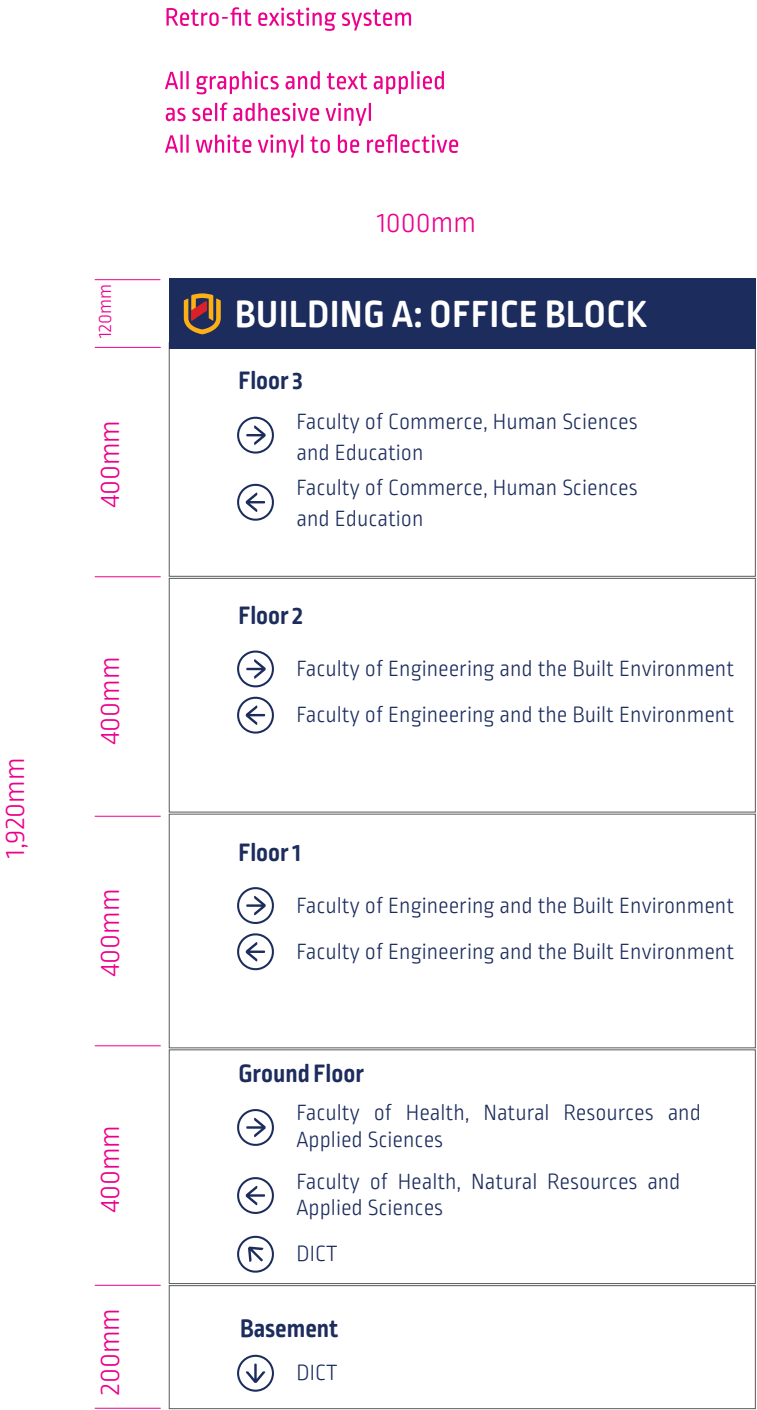 Retro-fit existing system
All graphics and text applied
as self adhesive vinyl
All white vinyl to be reflective
1000mm
120mm
BUILDING A: OFFICE BLOCK
400mm
Floor 3
Faculty of Commerce, Human Sciences
and Education
Faculty of Commerce, Human Sciences
and Education
400mm
Floor 2
Faculty of Engineering and the Built Environment
Faculty of Engineering and the Built Environment
1,920mm
400mm
Floor 1
Faculty of Engineering and the Built Environment
Faculty of Engineering and the Built Environment
400mm
Ground Floor
Faculty of Health, Natural Resources and
Applied Sciences
Faculty of Health, Natural Resources and
Applied Sciences
DICT
200mm
Basement
DICT